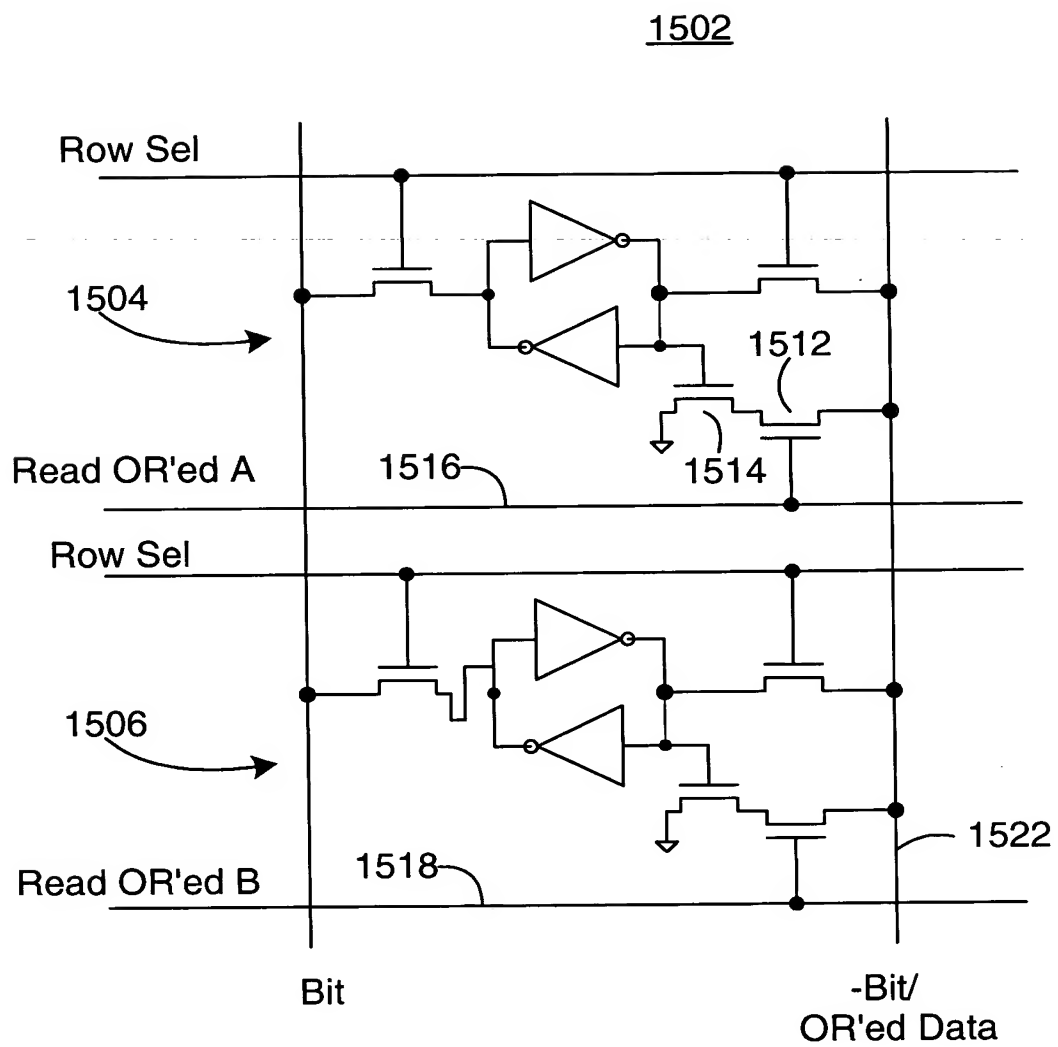 1502
Row Sel
1504
1512
1514
Read OR'ed A
1516
Row Sel
1506
1522
Read OR'ed B
1518
Bit
-Bit/
OR'ed Data